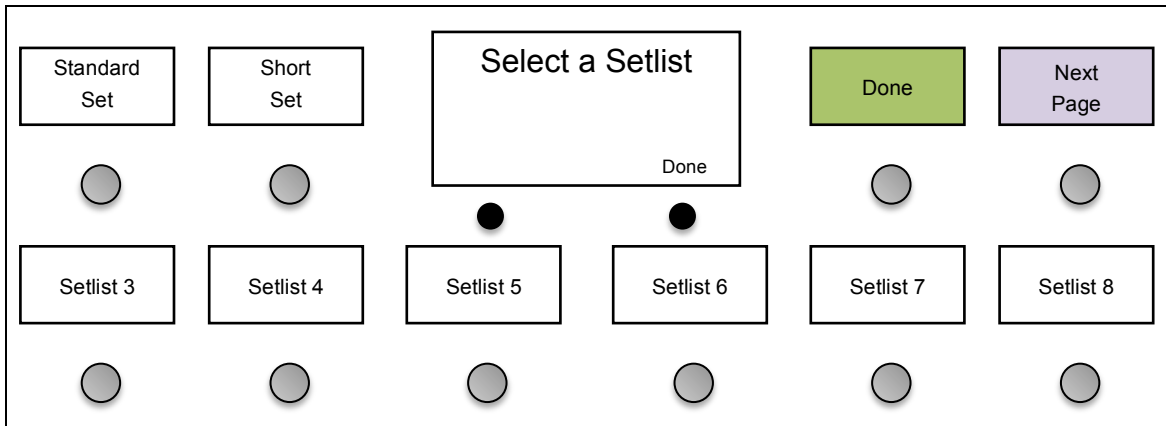 Standard
Set
Short
Set
Select a Setlist
Done
Done
Next
Page
Setlist 3
Setlist 4
Setlist 5
Setlist 6
Setlist 7
Setlist 8